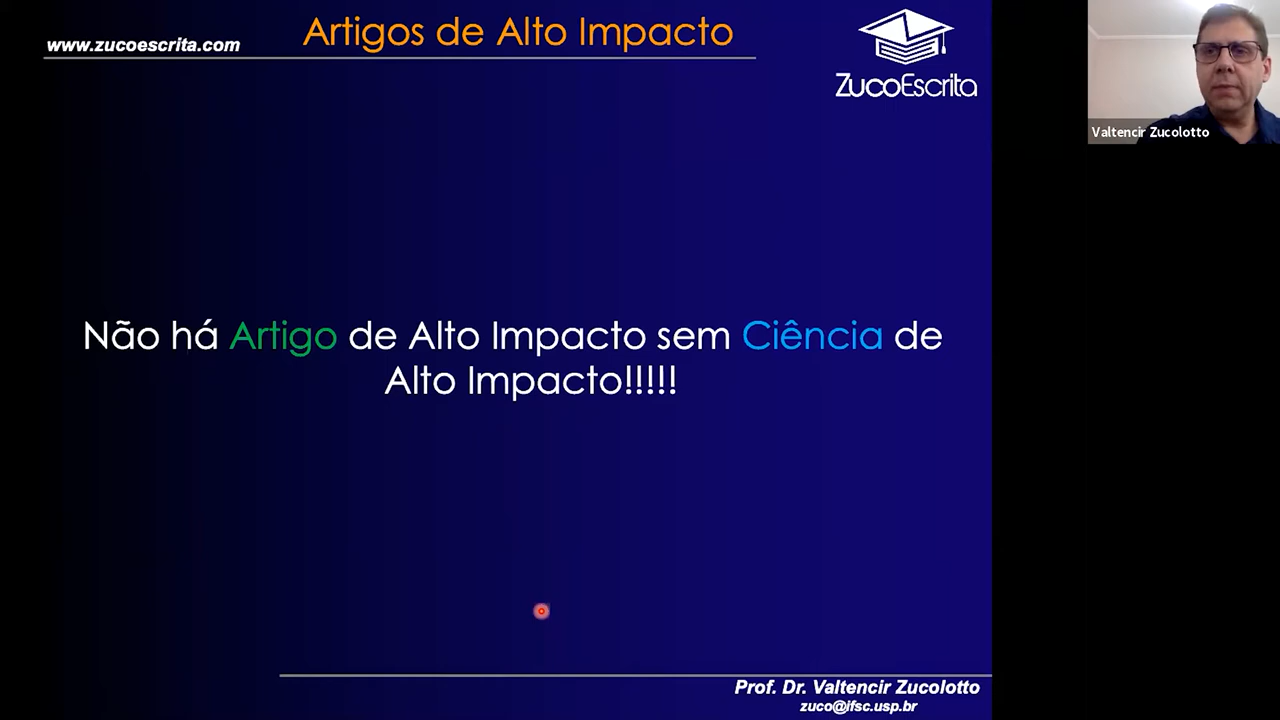 www.zucoescrita.com
Artigos de Alto Impacto
ZucoEscrita
Valtencir Zucolotto
Não há Artigo de Alto Impacto sem Ciência de
Alto Impacto!!!!!
Prof. Dr. Valtencir Zucolotto
zuco@ifsc.usp.br